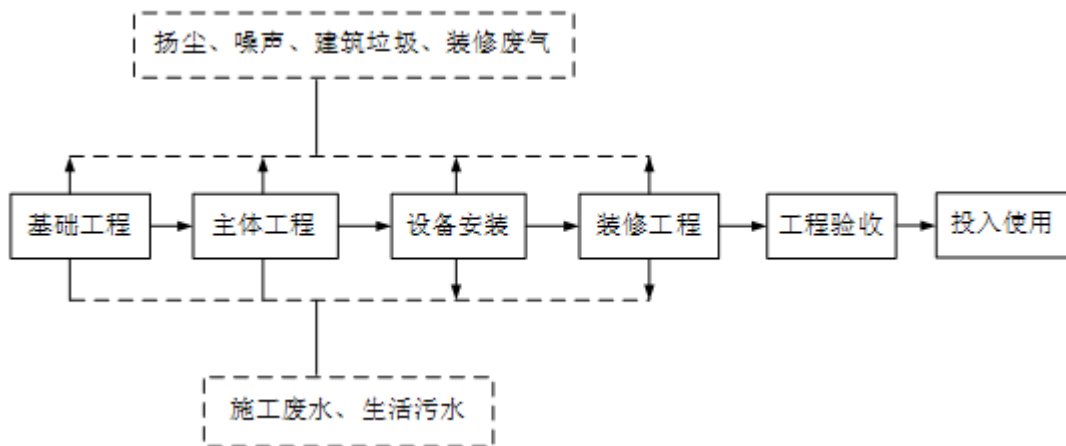 扬尘、噪声、建筑垃圾、装修废气
基础工程
主体工程
设备安装
装修工程
工程验收
投入使用
施工废水、生活污水